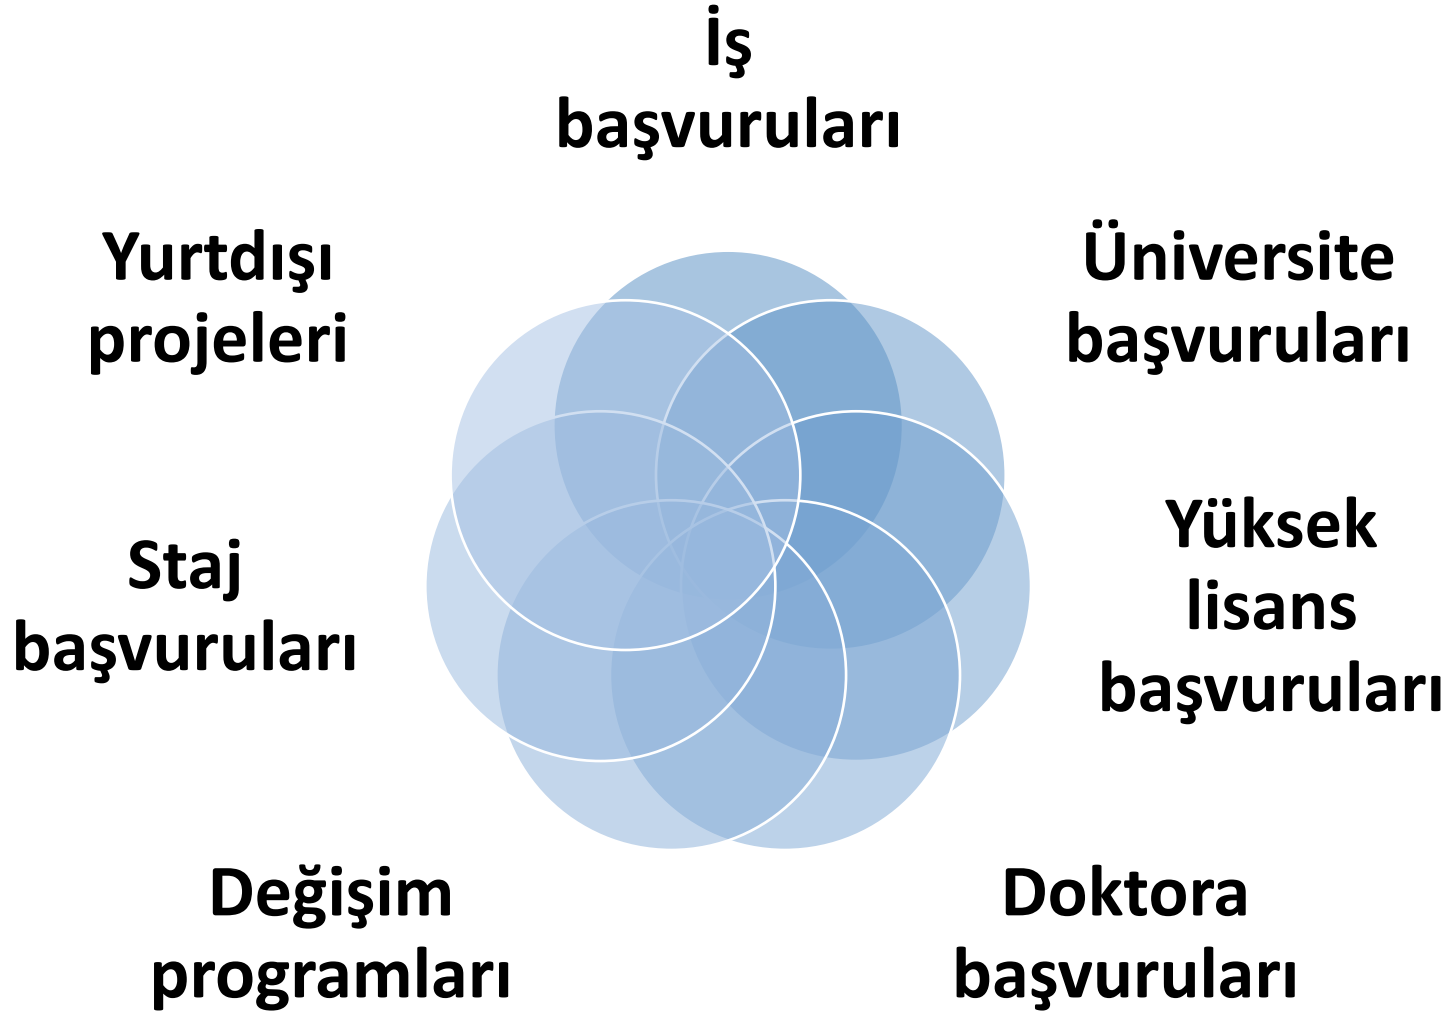 İş
başvuruları
Üniversite
başvuruları
Yüksek
lisans
başvuruları
Doktora
başvuruları
Değişim
programları
Staj
başvuruları
Yurtdışı
projeleri